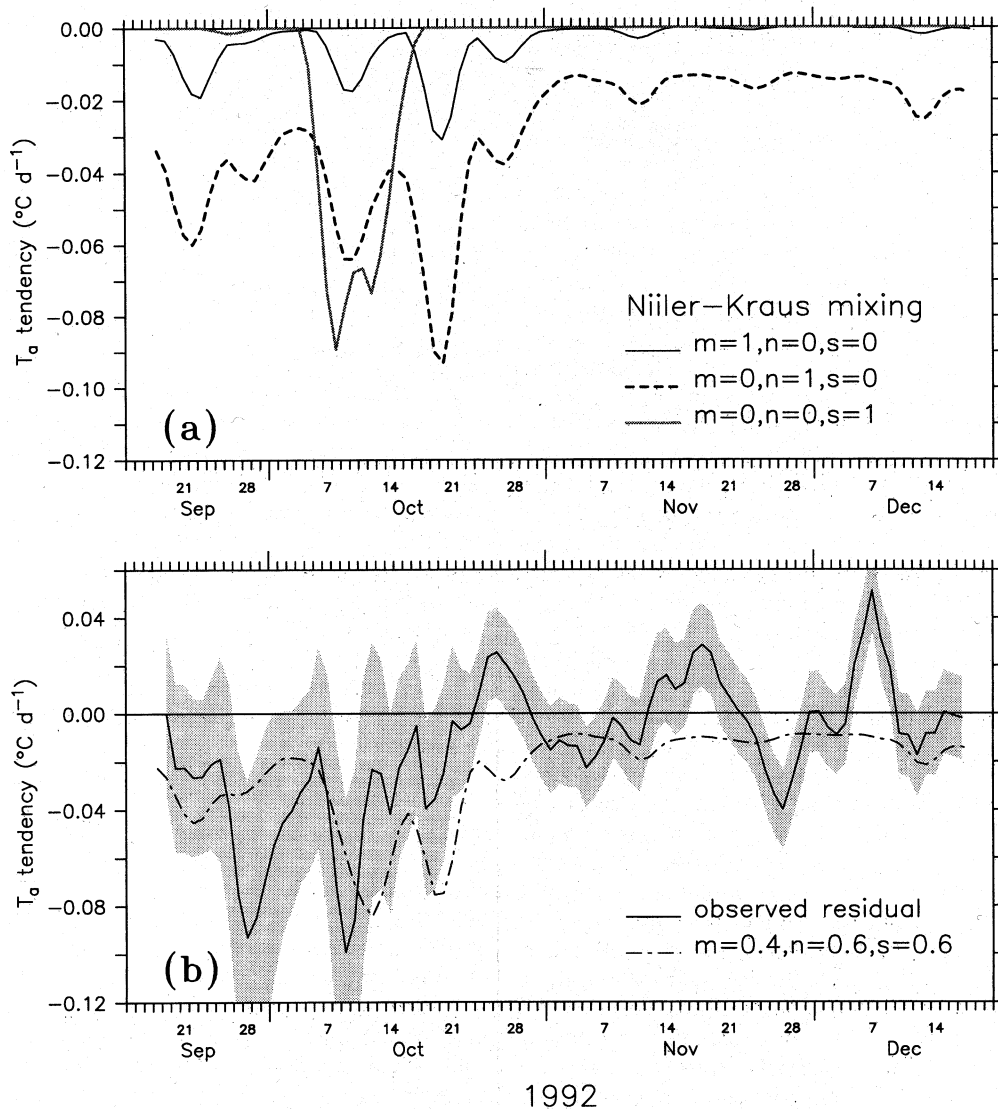 0.00
−0.02
−0.04
−0.06
−0.08
−0.10
−0.12
Ta tendency (°C d−1)
Niiler−Kraus mixing
m=1,n=0,s=0
m=0,n=1,s=0
m=0,n=0,s=1
(a)
21 28 7 14 21 28 7 14 21 28 7 14
Sep Oct Nov Dec
0.04
0.00
−0.04
−0.08
−0.12
Ta tendency (°C d−1)
observed residual
m=0.4,n=0.6,s=0.6
(b)
21 28 7 14 21 28 7 14 21 28 7 14
Sep Oct Nov Dec
1992